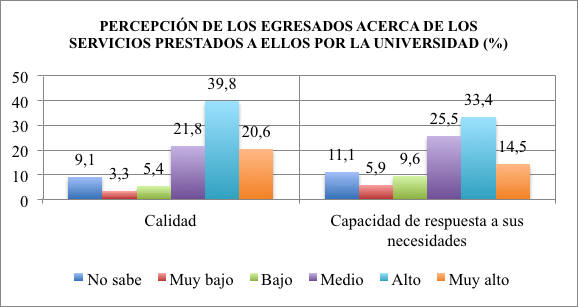 PERCEPCIÓN DE LOS EGRESADOS ACERCA DE LOS
SERVICIOS PRESTADOS A ELLOS POR LA UNIVERSIDAD (%)
50
40
30
20
10
0
9,1
3,3
5,4
21,8
39,8
20,6
11,1
5,9
9,6
25,5
33,4
14,5
Calidad
Capacidad de respuesta a sus
necesidades
No sabe
Muy bajo
Bajo
Medio
Alto
Muy alto